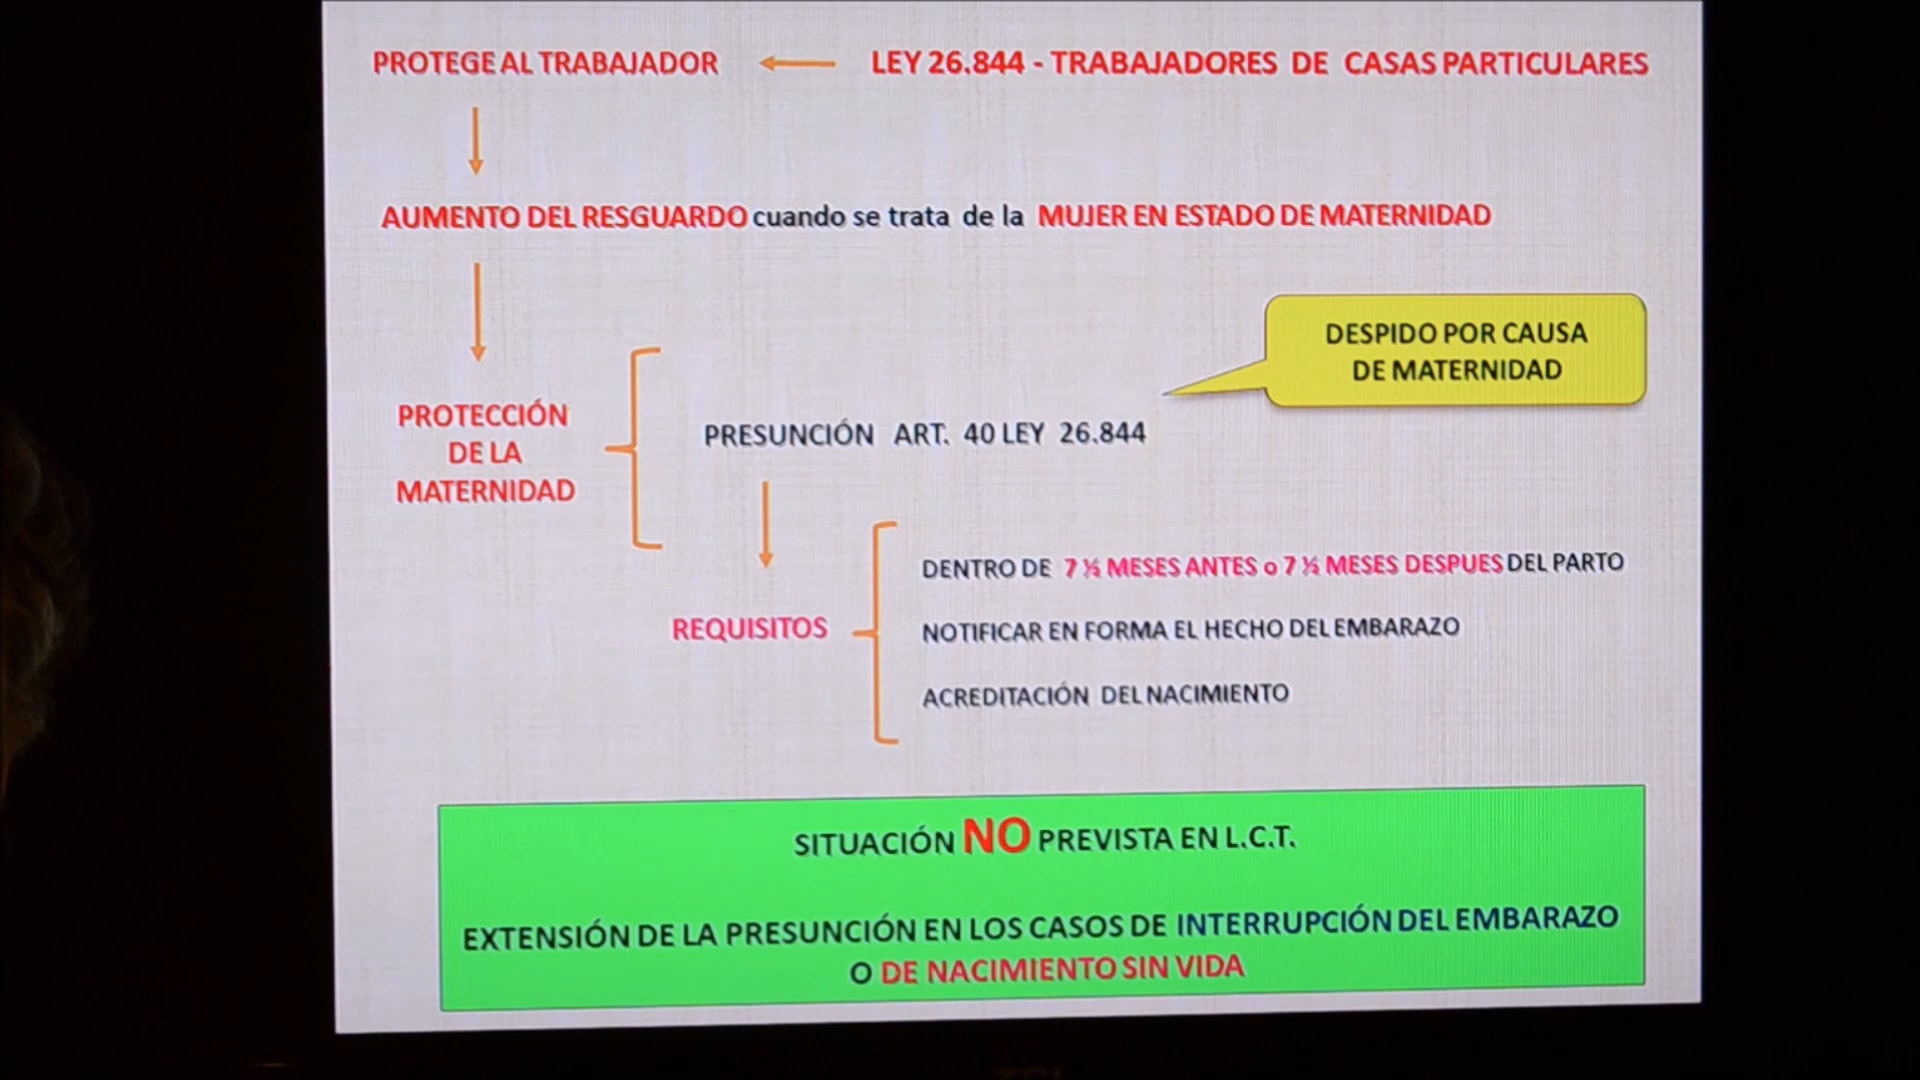 PROTEGE AL TRABAJADOR
LEY 26.844 - TRABAJADORES DE CASAS PARTICULARES
AUMENTO DEL RESGUARDO cuando se trata de la MUJER EN ESTADO DE MATERNIDAD
DESPIDO POR CAUSA
DE MATERNIDAD
PROTECCIÓN
DE LA
MATERNIDAD
PRESUNCIÓN ART. 40 LEY 26.844
REQUISITOS
DENTRO DE 7 ½ MESES ANTES o 7 ½ MESES DESPUES DEL PARTO
NOTIFICAR EN FORMA EL HECHO DEL EMBARAZO
ACREDITACIÓN DEL NACIMIENTO
SITUACIÓN NO PREVISTA EN L.C.T.
EXTENSIÓN DE LA PRESUNCIÓN EN LOS CASOS DE INTERRUPCIÓN DEL EMBARAZO
O DE NACIMIENTO SIN VIDA